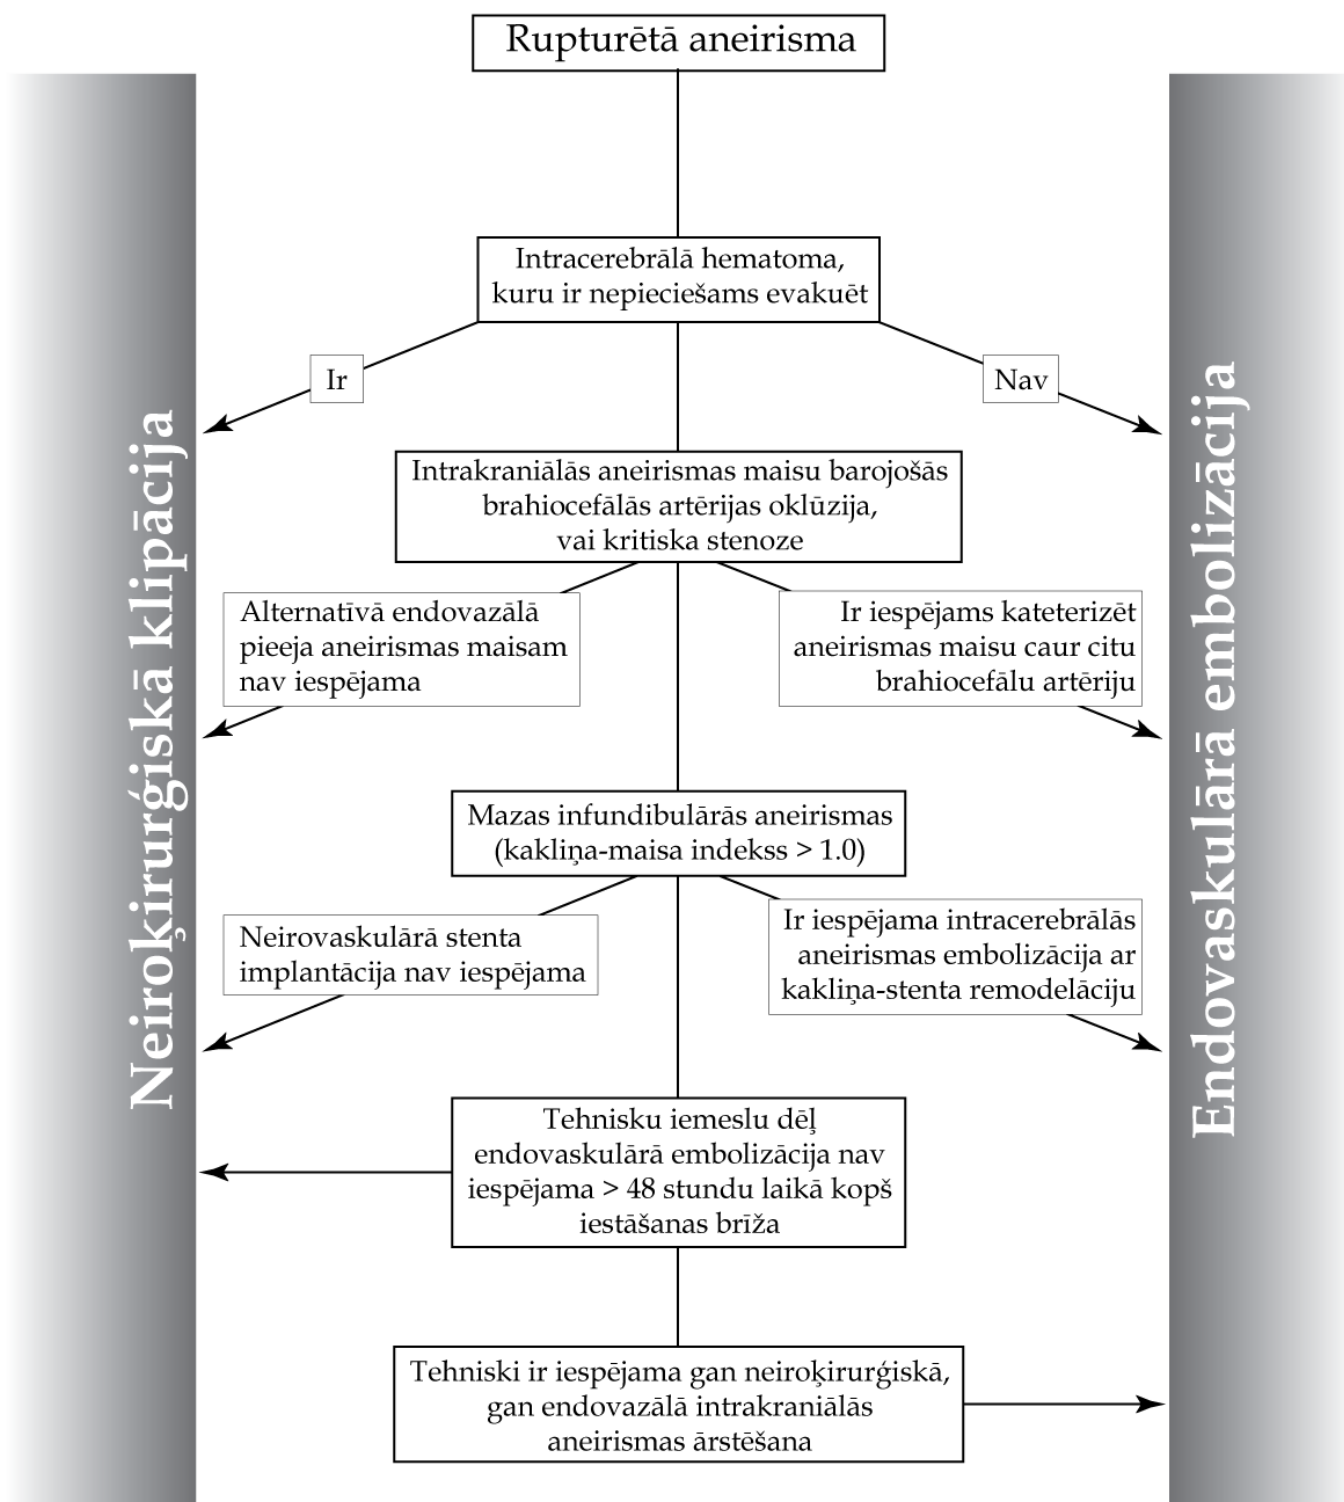 Rupturētā aneirisma
Intracerebrālā hematoma,
kuru ir nepieciešams evakuēt
Ir
Nav
Intrakraniālās aneirismas maisu barojošās
brahiocefālās artērijas oklūzija,
vai kritiska stenoze
Alternatīvā endovazālā
pieeja aneirismas maisam
nav iespējama
Ir iespējams kateterizēt
aneirismas maisu caur citu
brahiocefālu artēriju
Mazas infundibulārās aneirismas
(kakliņa-maisa indekss > 1.0)
Neirovaskulārā stenta
implantācija nav iespējama
Ir iespējama intracerebrālās
aneirismas embolizācija ar
kakliņa-stenta remodelāciju
Tehnisku iemeslu dēļ
endovaskulārā embolizācija nav
iespējama > 48 stundu laikā kopš
iestāšanas brīža
Tehniski ir iespējama gan neiroķirurģiskā,
gan endovazālā intrakraniālās
aneirismas ārstēšana
Neiroķirurģiskā klipācija
Endovaskulārā embolizācija